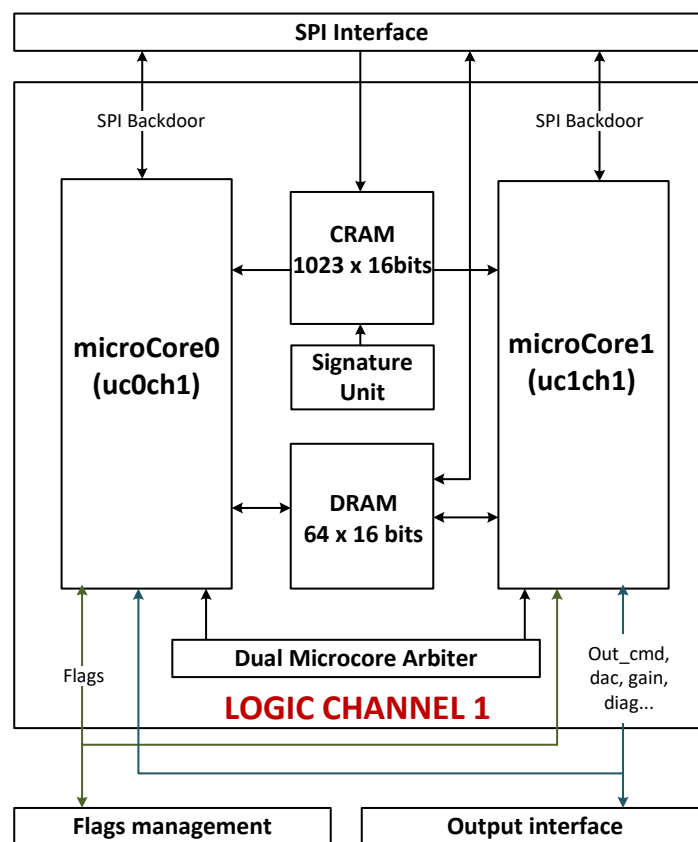 SPI Interface
SPI Backdoor
SPI Backdoor
CRAM
1023 x 16bits
microCore0
(uc0ch1)
microCore1
(uc1ch1)
Signature
Unit
DRAM
64 x 16 bits
Dual Microcore Arbiter
Flags
Out_cmd,
dac, gain,
diag...
LOGIC CHANNEL 1
Flags management
Output interface